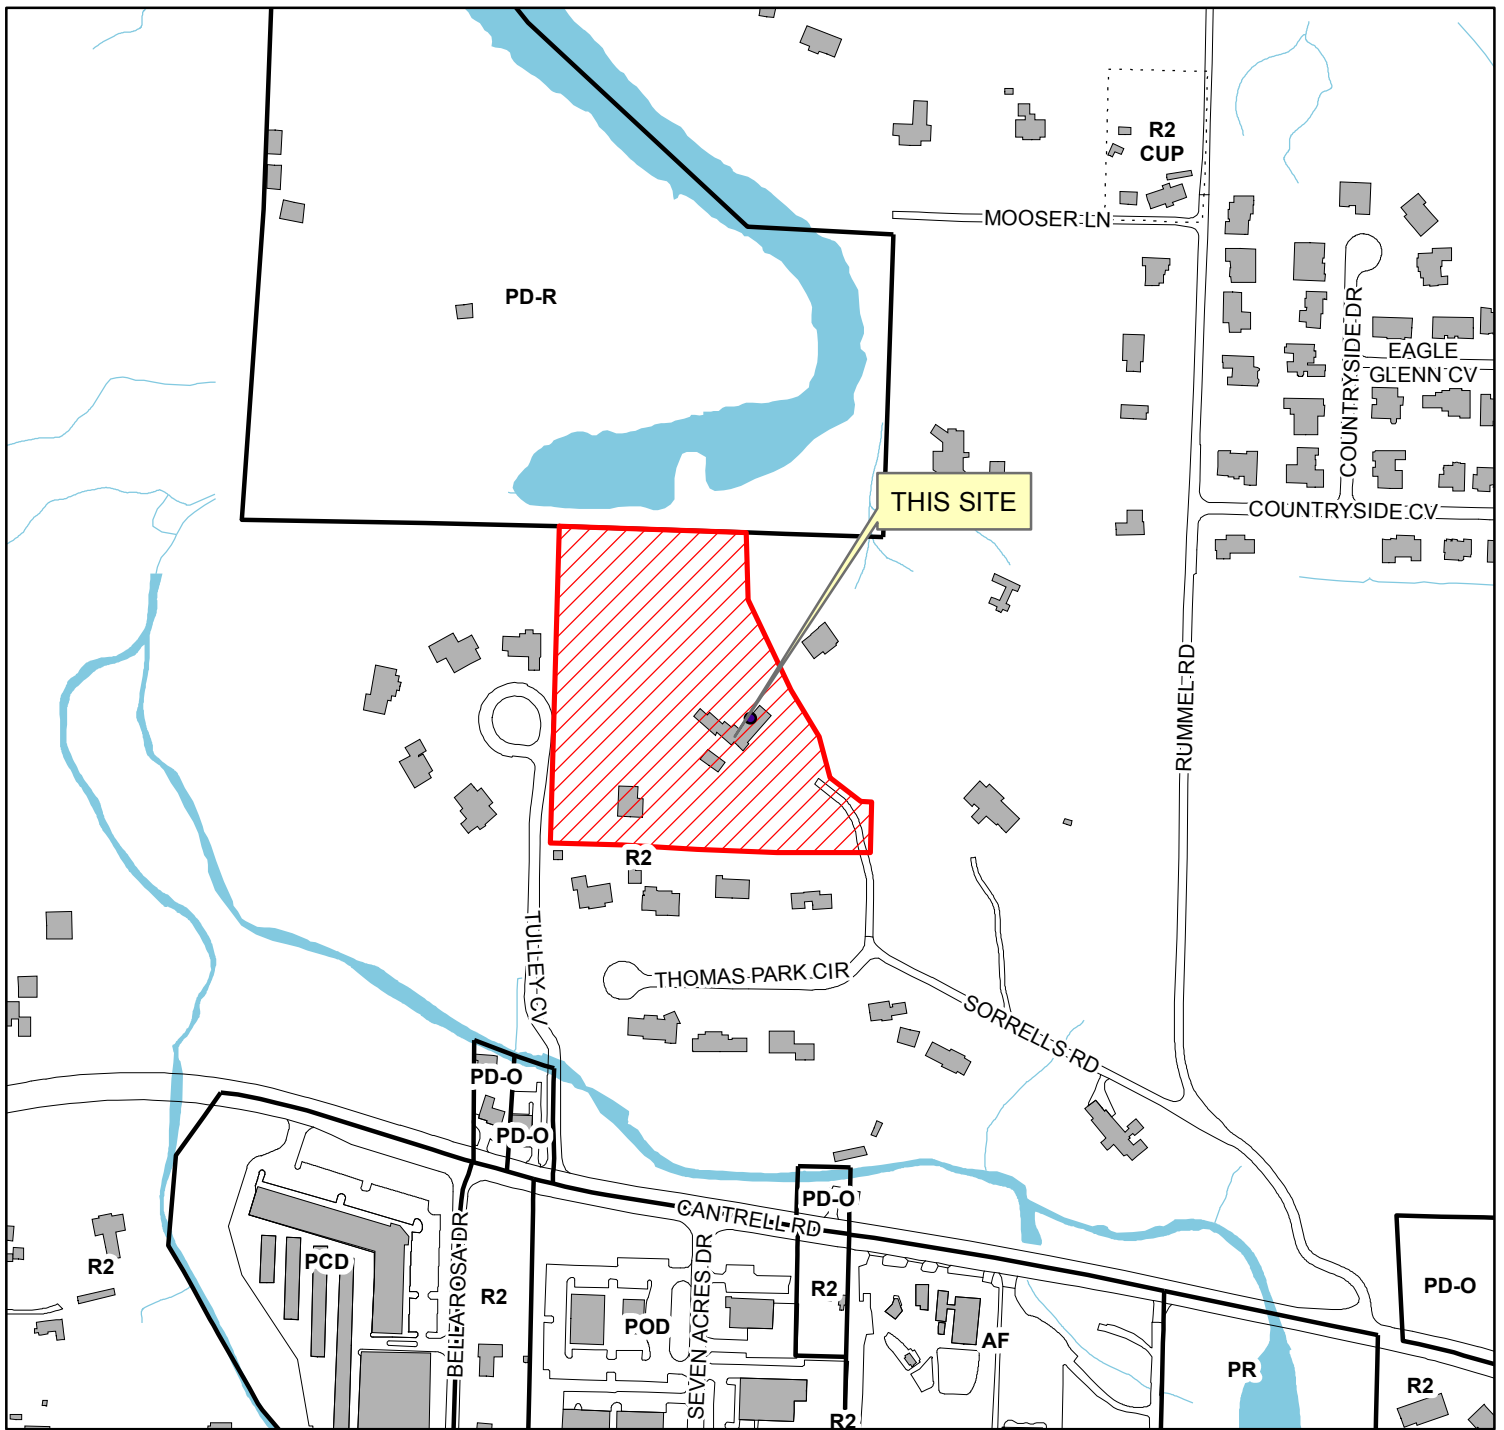 R2
CUP
MOOSER LN
PD-R
COUNTRYSIDE DR
EAGLE
GLENN CV
THIS SITE
COUNTRYSIDE CV
RUMMEL RD
R2
TULLEY CV
THOMAS PARK CIR
SORRELLS RD
PD-O
PD-O
PD-O
CANTRELL RD
BELLA ROSA DR
SEVEN ACRES DR
R2
PCD
R2
POD
R2
AF
PD-O
PR
R2
R2